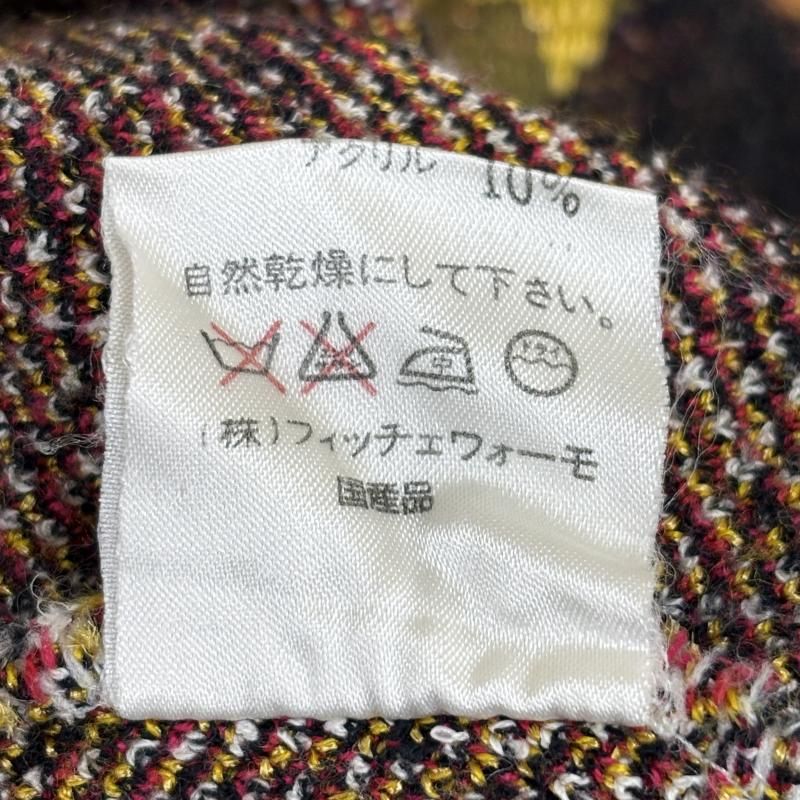 アクリル 10%
自然乾燥にして下さい。
中
(株)フィッチェウォーモ
国産品